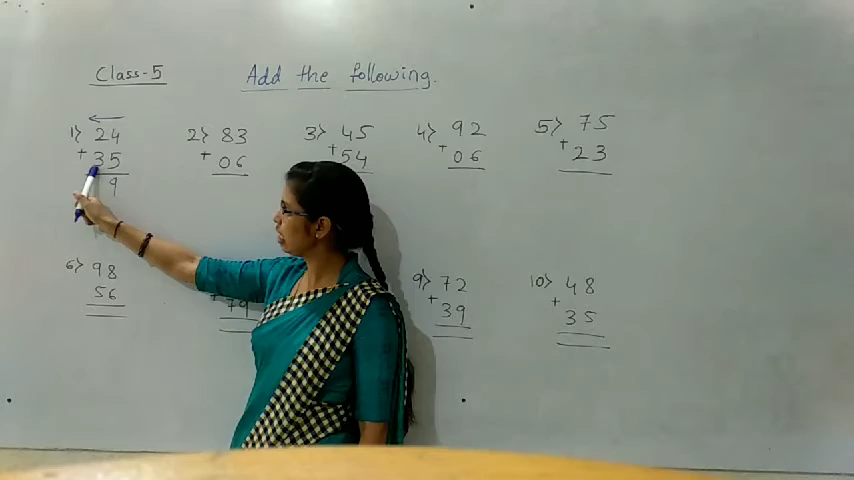 Class-5 Add the following.
1> 24 2> 83 3> 45 4> 92 5> 75
+ 35 + 06 + 54 + 06 + 23
9
6> 98 9> 72 10> 48
56 + 79 + 39 + 35